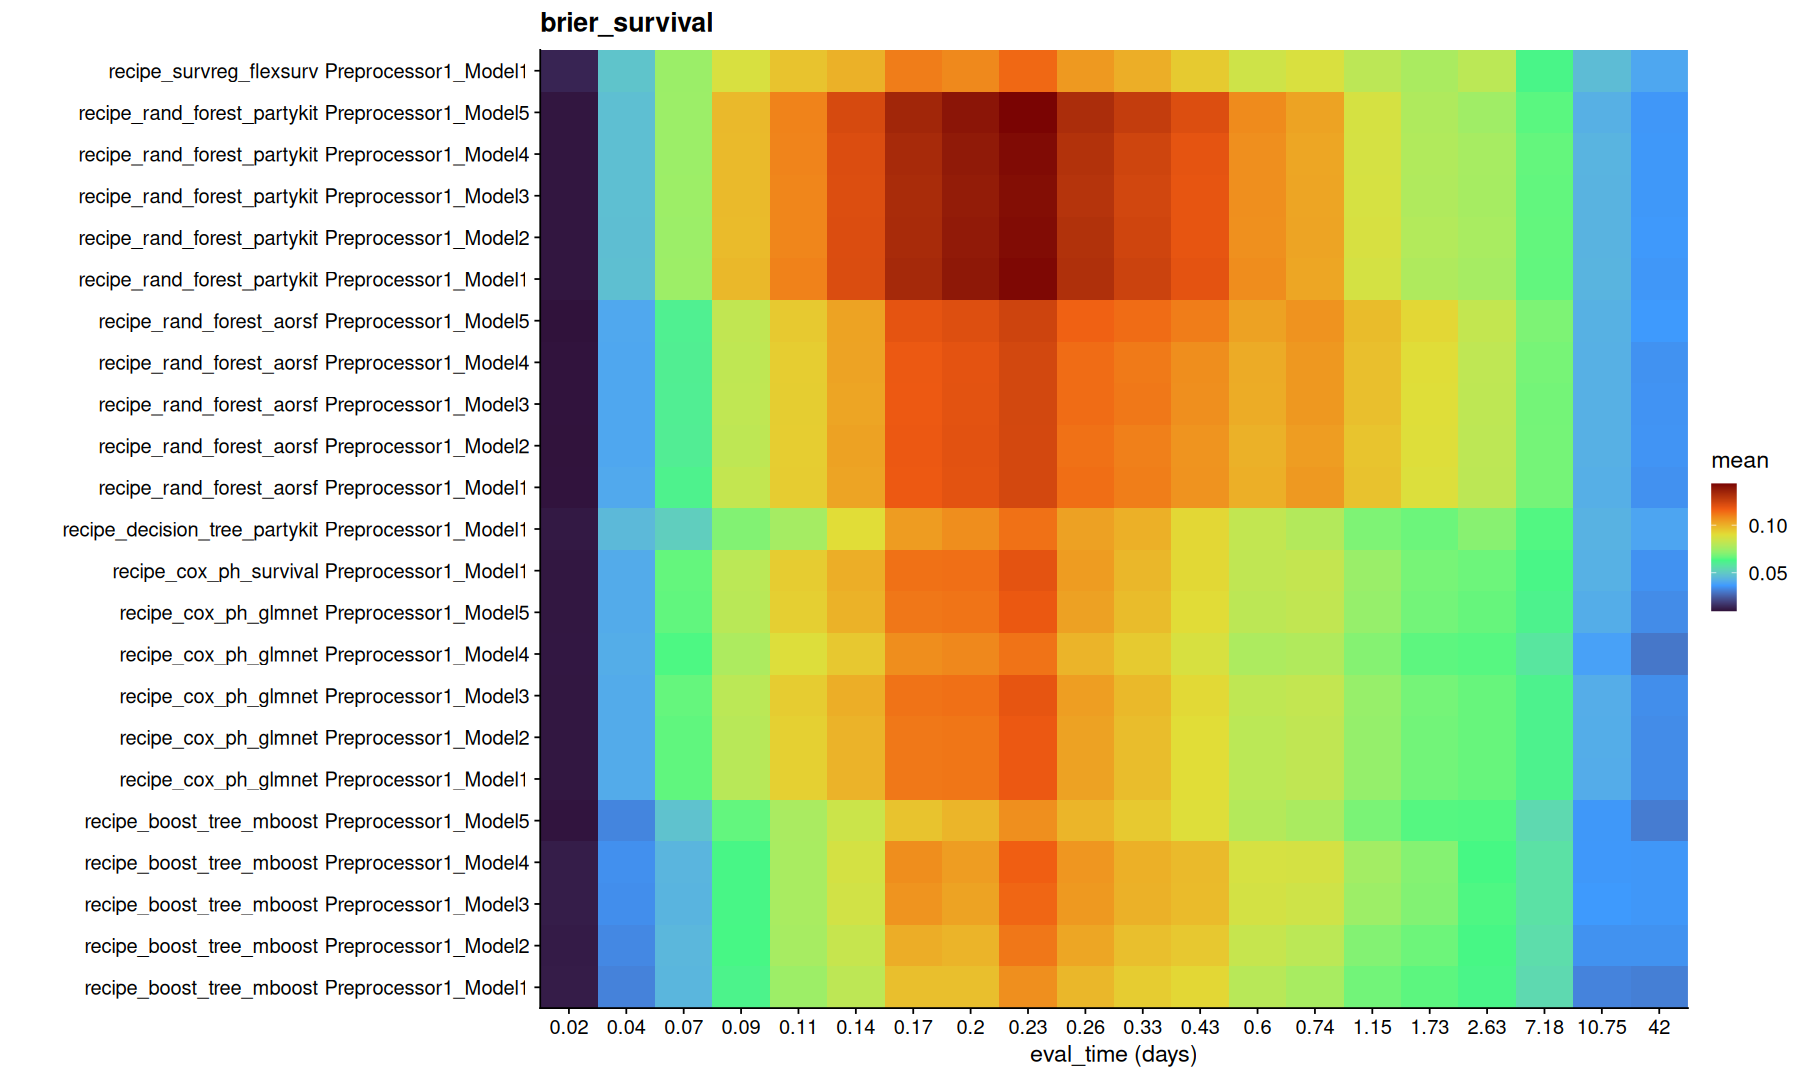 brier_survival
recipe_survreg_flexsurv Preprocessor1_Model1
recipe_rand_forest_partykit Preprocessor1_Model5
recipe_rand_forest_partykit Preprocessor1_Model4
recipe_rand_forest_partykit Preprocessor1_Model3
recipe_rand_forest_partykit Preprocessor1_Model2
recipe_rand_forest_partykit Preprocessor1_Model1
recipe_rand_forest_aorsf Preprocessor1_Model5
recipe_rand_forest_aorsf Preprocessor1_Model4
recipe_rand_forest_aorsf Preprocessor1_Model3
recipe_rand_forest_aorsf Preprocessor1_Model2
recipe_rand_forest_aorsf Preprocessor1_Model1
recipe_decision_tree_partykit Preprocessor1_Model1
recipe_cox_ph_survival Preprocessor1_Model1
recipe_cox_ph_glmnet Preprocessor1_Model5
recipe_cox_ph_glmnet Preprocessor1_Model4
recipe_cox_ph_glmnet Preprocessor1_Model3
recipe_cox_ph_glmnet Preprocessor1_Model2
recipe_cox_ph_glmnet Preprocessor1_Model1
recipe_boost_tree_mboost Preprocessor1_Model5
recipe_boost_tree_mboost Preprocessor1_Model4
recipe_boost_tree_mboost Preprocessor1_Model3
recipe_boost_tree_mboost Preprocessor1_Model2
recipe_boost_tree_mboost Preprocessor1_Model1
0.02 0.04 0.07 0.09 0.11 0.14 0.17 0.2 0.23 0.26 0.33 0.43 0.6 0.74 1.15 1.73 2.63 7.18 10.75 42
eval_time (days)
mean
0.10
0.05